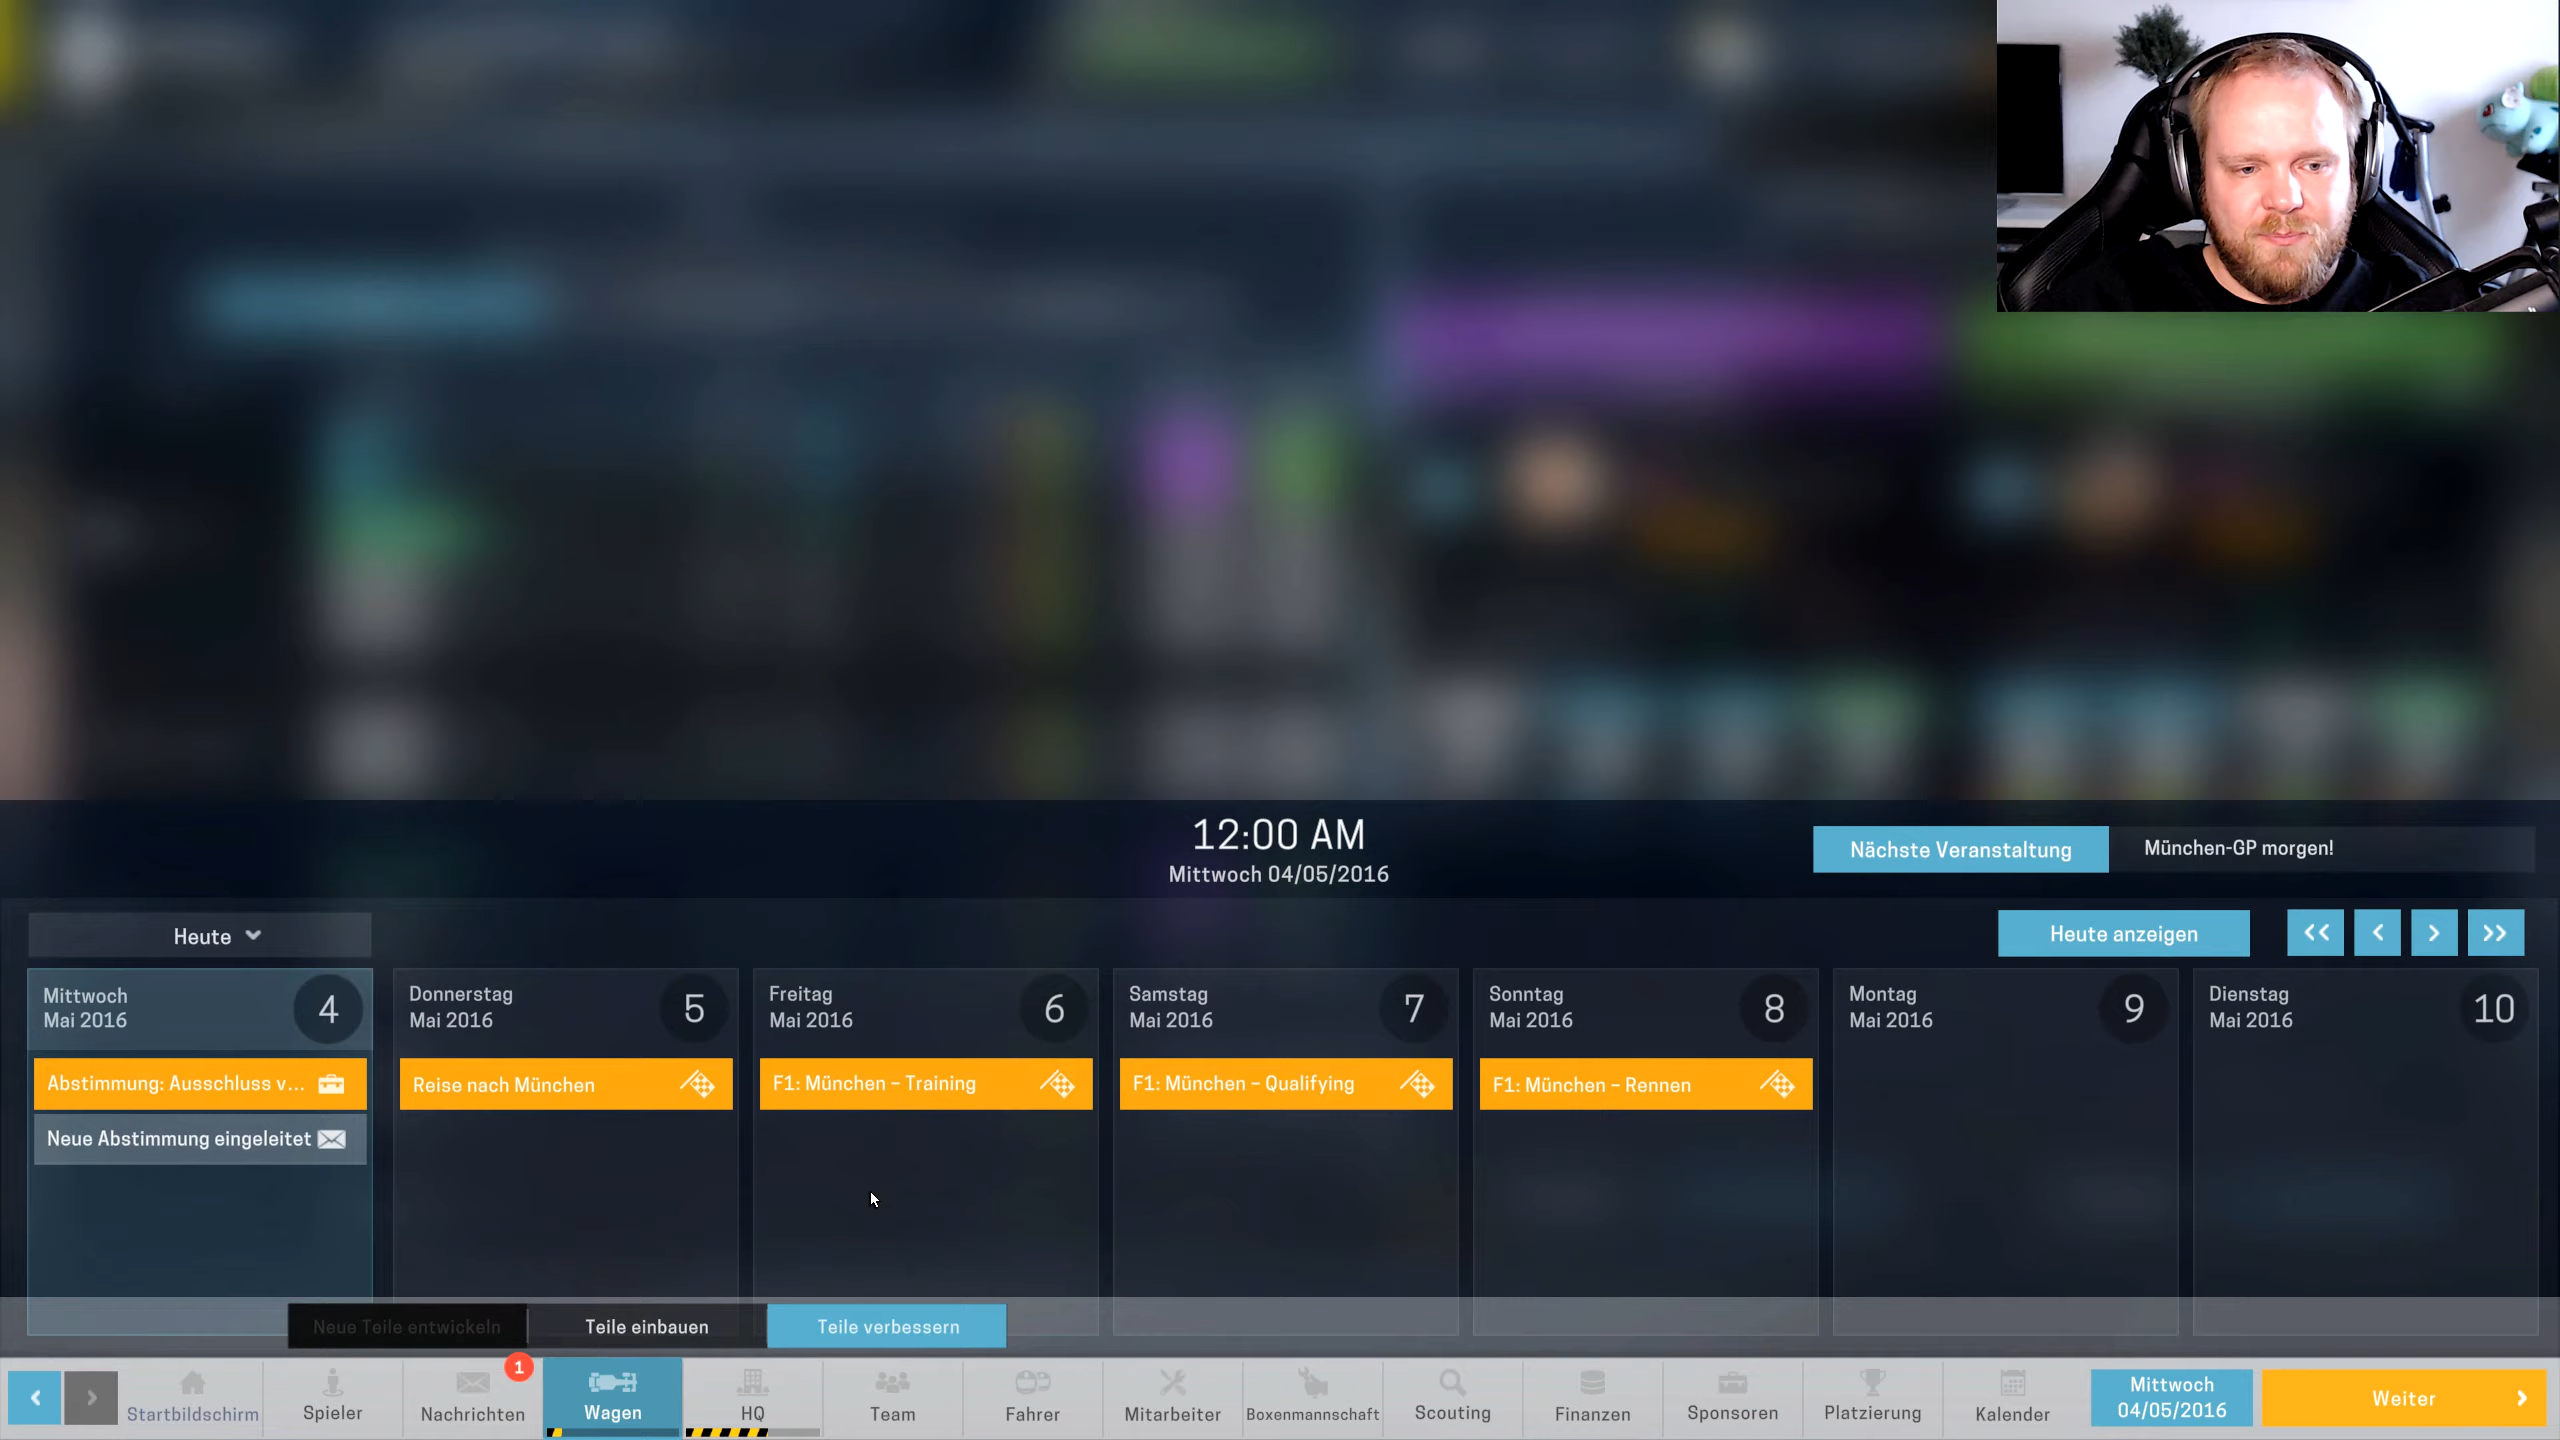 12:00 AM
Mittwoch 04/05/2016
Nächste Veranstaltung
München-GP morgen!
Heute
Heute anzeigen
<<
<
>
>>
Mittwoch
Mai 2016
4
Donnerstag
Mai 2016
5
Freitag
Mai 2016
6
Samstag
Mai 2016
7
Sonntag
Mai 2016
8
Montag
Mai 2016
9
Dienstag
Mai 2016
10
Abstimmung: Ausschluss v...
Reise nach München
F1: München – Training
F1: München – Qualifying
F1: München – Rennen
Neue Abstimmung eingeleitet
Neue Teile entwickeln
Teile einbauen
Teile verbessern
1
Startbildschirm
Spieler
Nachrichten
Wagen
HQ
Team
Fahrer
Mitarbeiter
Boxenmannschaft
Scouting
Finanzen
Sponsoren
Platzierung
Kalender
Mittwoch
04/05/2016
Weiter